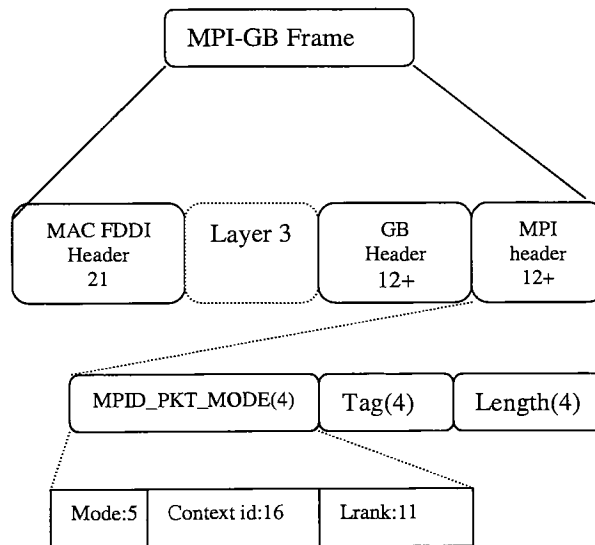 MPI-GB Frame
MAC FDDI
Header
21
Layer 3
GB
Header
12+
MPI
header
12+
MPID_PKT_MODE(4)
Tag(4)
Length(4)
Mode:5
Context id:16
Lrank:11